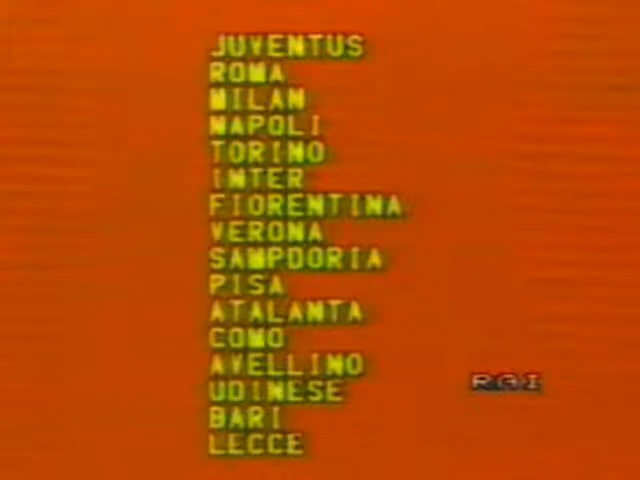 JUVENTUS
ROMA
MILAN
NAPOLI
TORINO
INTER
FIORENTINA
VERONA
SAMPDORIA
PISA
ATALANTA
COMO
AVELLINO
UDINESE
BARI
LECCE
RAI